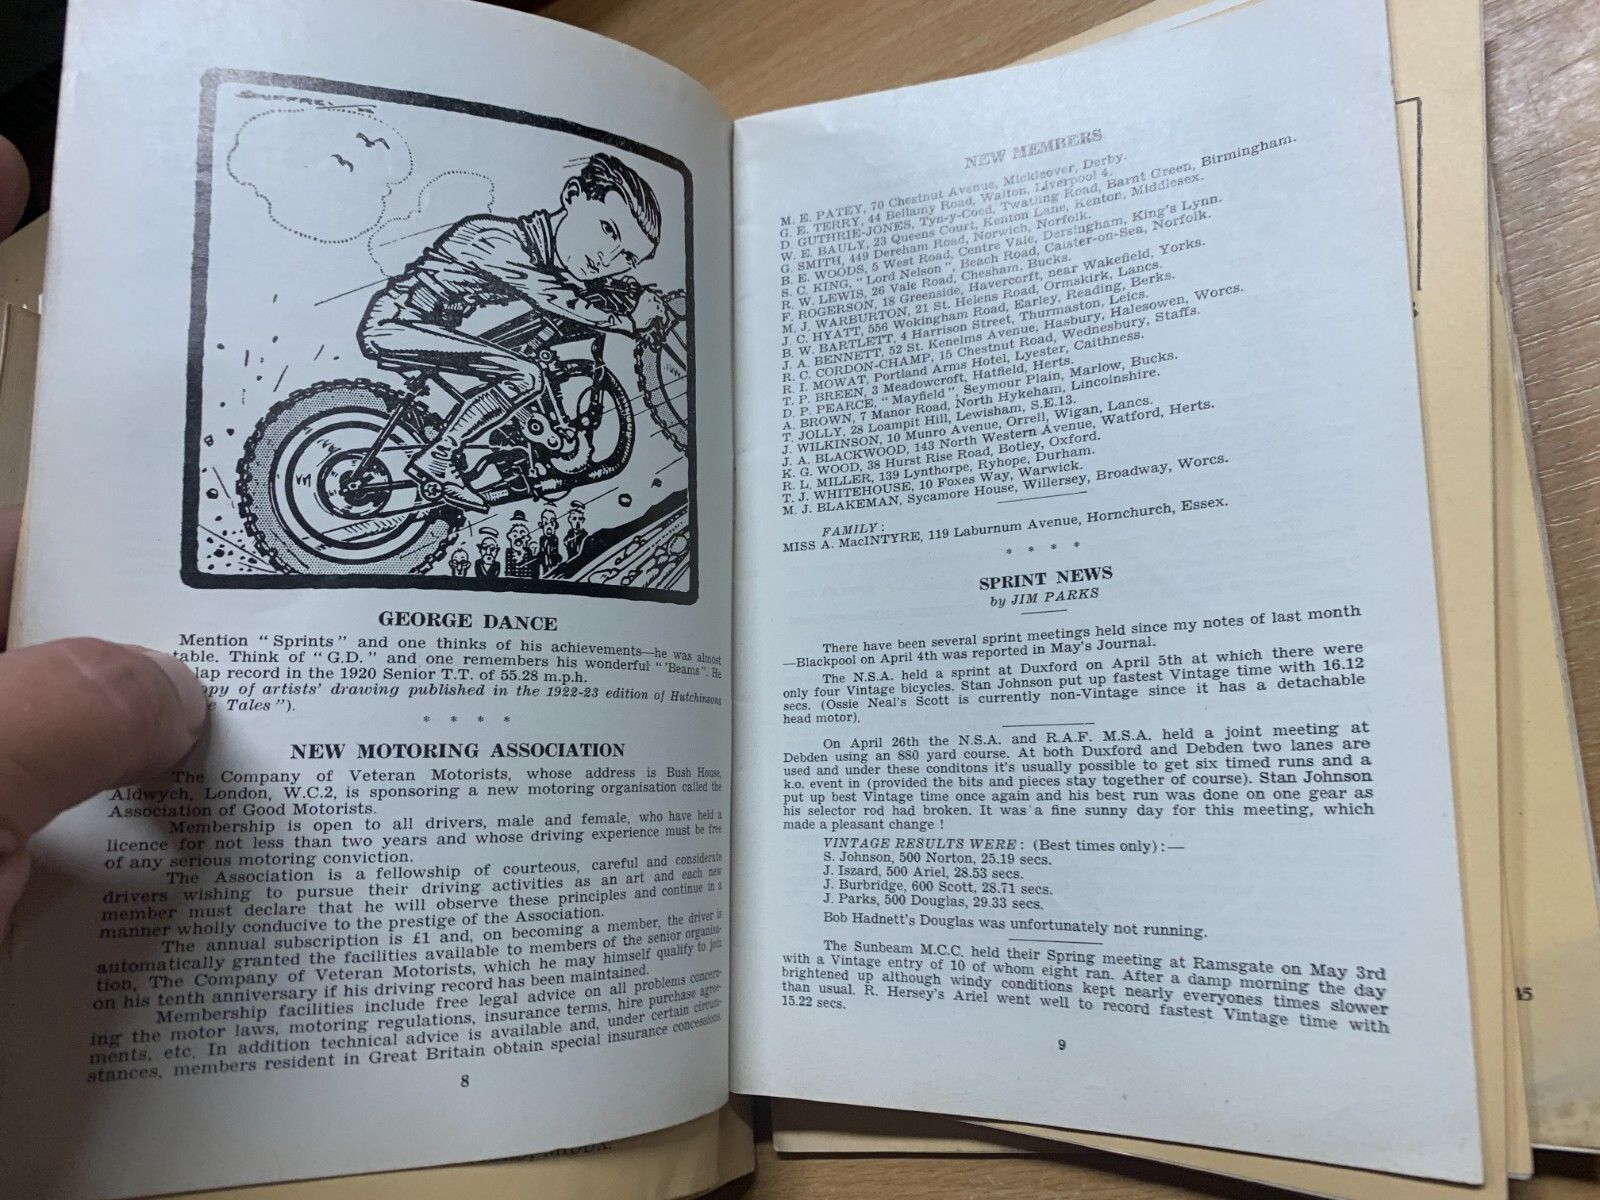 GEORGE DANCE
Mention "Sprints" and one thinks of his achievements—he was almost
table. Think of "G.D." and one remembers his wonderful "'Beams". He
lap record in the 1920 Senior T.T. of 55.28 m.p.h.
opy of artists' drawing published in the 1922-23 edition of Hutchinsons
e Tales").
* * * *
NEW MOTORING ASSOCIATION
The Company of Veteran Motorists, whose address is Bush House,
Aldwych, London, W.C.2, is sponsoring a new motoring organisation called the
Association of Good Motorists.
Membership is open to all drivers, male and female, who have held a
licence for not less than two years and whose driving experience must be free
of any serious motoring conviction.
The Association is a fellowship of courteous, careful and considerate
drivers wishing to pursue their driving activities as an art and each new
member must declare that he will observe these principles and continue in a
manner wholly conducive to the prestige of the Association.
The annual subscription is £1 and, on becoming a member, the driver is
automatically granted the facilities available to members of the senior organisa-
tion, The Company of Veteran Motorists, which he may himself qualify to join
on his tenth anniversary if his driving record has been maintained.
Membership facilities include free legal advice on all problems concern-
ing the motor laws, motoring regulations, insurance terms, hire purchase agree-
ments, etc. In addition technical advice is available and, under certain circum-
stances, members resident in Great Britain obtain special insurance concessions.
8
NEW MEMBERS
M. E. PATEY, 70 Chestnut Avenue, Mickleover, Derby.
G. E. TERRY, 44 Bellamy Road, Walton, Liverpool 4.
D. GUTHRIE-JONES, Tyn-y-Coed, Twatling Road, Barnt Green, Birmingham.
W. E. BAULY, 23 Queens Court, Kenton Lane, Kenton, Middlesex.
G. SMITH, 449 Dereham Road, Norwich, Norfolk.
B. E. WOODS, 5 West Road, Centre Vale, Dersingham, King's Lynn.
S. C. KING, "Lord Nelson", Beach Road, Caister-on-Sea, Norfolk.
R. W. LEWIS, 26 Vale Road, Chesham, Bucks.
F. ROGERSON, 18 Greenside, Havercorft, near Wakefield, Yorks.
M. J. WARBURTON, 21 St. Helens Road, Ormskirk, Lancs.
J. C. HYATT, 556 Wokingham Road, Earley, Reading, Berks.
B. W. BARTLETT, 4 Harrison Street, Thurmaston, Leics.
J. A. BENNETT, 52 St. Kenelms Avenue, Hasbury, Halesowen, Worcs.
R. C. CORDON-CHAMP, 15 Chestnut Road, Wednesbury, Staffs.
R. I. MOWAT, Portland Arms Hotel, Lyester, Caithness.
T. P. BREEN, 3 Meadowcroft, Hatfield, Herts.
D. P. PEARCE, "Mayfield", Seymour Plain, Marlow, Bucks.
A. BROWN, 7 Manor Road, North Hykeham, Lincolnshire.
T. JOLLY, 28 Loampit Hill, Lewisham, S.E.13.
J. WILKINSON, 10 Munro Avenue, Orrell, Wigan, Lancs.
J. A. BLACKWOOD, 143 North Western Avenue, Watford, Herts.
K. G. WOOD, 38 Hurst Rise Road, Botley, Oxford.
R. L. MILLER, 139 Lynthorpe, Ryhope, Durham.
T. J. WHITEHOUSE, 10 Foxes Way, Warwick.
M. J. BLAKEMAN, Sycamore House, Willersey, Broadway, Worcs.
FAMILY:
MISS A. MacINTYRE, 119 Laburnum Avenue, Hornchurch, Essex.
* * * *
SPRINT NEWS
by JIM PARKS
There have been several sprint meetings held since my notes of last month
—Blackpool on April 4th was reported in May's Journal.
The N.S.A. held a sprint at Duxford on April 5th at which there were
only four Vintage bicycles. Stan Johnson put up fastest Vintage time with 16.12
secs. (Ossie Neal's Scott is currently non-Vintage since it has a detachable
head motor).
On April 26th the N.S.A. and R.A.F. M.S.A. held a joint meeting at
Debden using an 880 yard course. At both Duxford and Debden two lanes are
used and under these conditons it's usually possible to get six timed runs and a
k.o. event in (provided the bits and pieces stay together of course). Stan Johnson
put up best Vintage time once again and his best run was done on one gear as
his selector rod had broken. It was a fine sunny day for this meeting, which
made a pleasant change !
VINTAGE RESULTS WERE: (Best times only):—
S. Johnson, 500 Norton, 25.19 secs.
J. Iszard, 500 Ariel, 28.53 secs.
J. Burbridge, 600 Scott, 28.71 secs.
J. Parks, 500 Douglas, 29.33 secs.
Bob Hadnett's Douglas was unfortunately not running.
The Sunbeam M.C.C. held their Spring meeting at Ramsgate on May 3rd
with a Vintage entry of 10 of whom eight ran. After a damp morning the day
brightened up although windy conditions kept nearly everyones times slower
than usual. R. Hersey's Ariel went well to record fastest Vintage time with
15.22 secs.
9
15